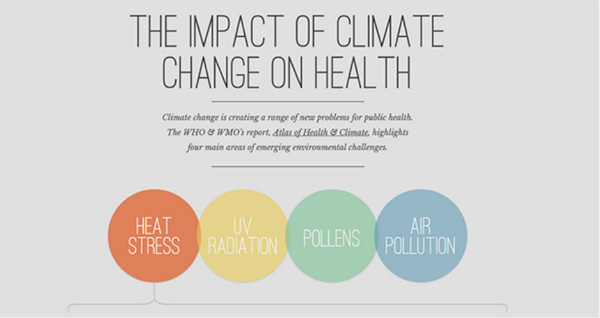 THE IMPACT OF CLIMATE
CHANGE ON HEALTH
Climate change is creating a range of new problems for public health.
The WHO & WMO's report, Atlas of Health & Climate, highlights
four main areas of emerging environmental challenges.
HEAT
STRESS
UV
RADIATION
POLLENS
AIR
POLLUTION